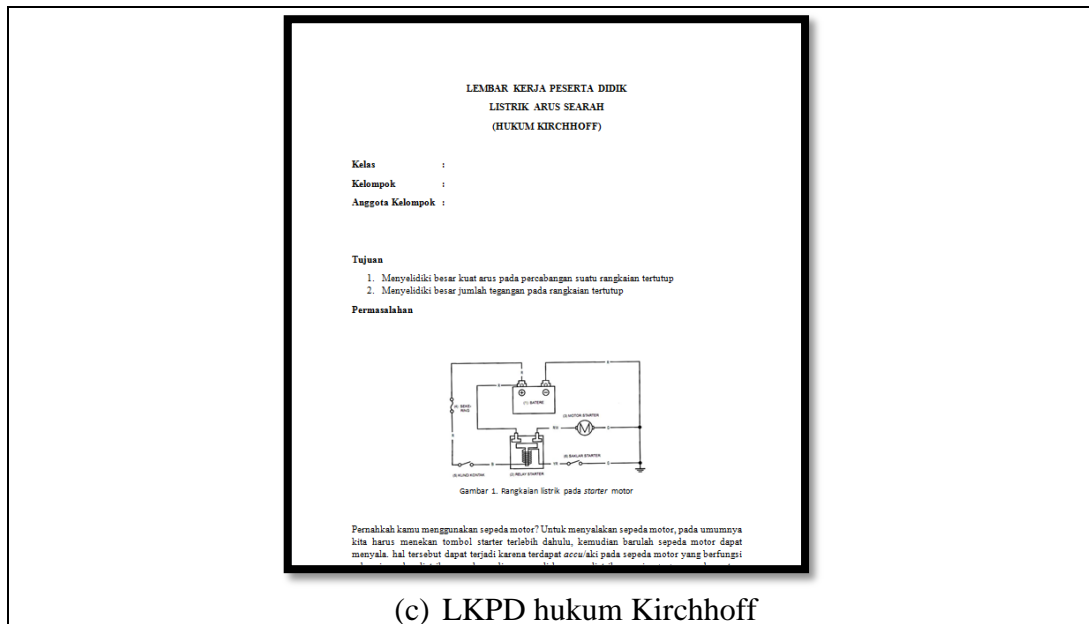 LEMBAR KERJA PESERTA DIDIK
LISTRIK ARUS SEARAH
(HUKUM KIRCHHOFF)
Kelas :
Kelompok :
Anggota Kelompok :
Tujuan
1. Menyelidiki besar kuat arus pada percabangan suatu rangkaian tertutup
2. Menyelidiki besar jumlah tegangan pada rangkaian tertutup
Permasalahan
(1) BATERE
(3) MOTOR STARTER
M
(2) RELAY STARTER
Gambar 1. Rangkaian listrik pada starter motor
Pernahkah kamu menggunakan sepeda motor? Untuk menyalakan sepeda motor, pada umumnya
kita harus menekan tombol starter terlebih dahulu, kemudian barulah sepeda motor dapat
menyala. hal tersebut dapat terjadi karena terdapat accu/aki pada sepeda motor yang berfungsi
(c) LKPD hukum Kirchhoff